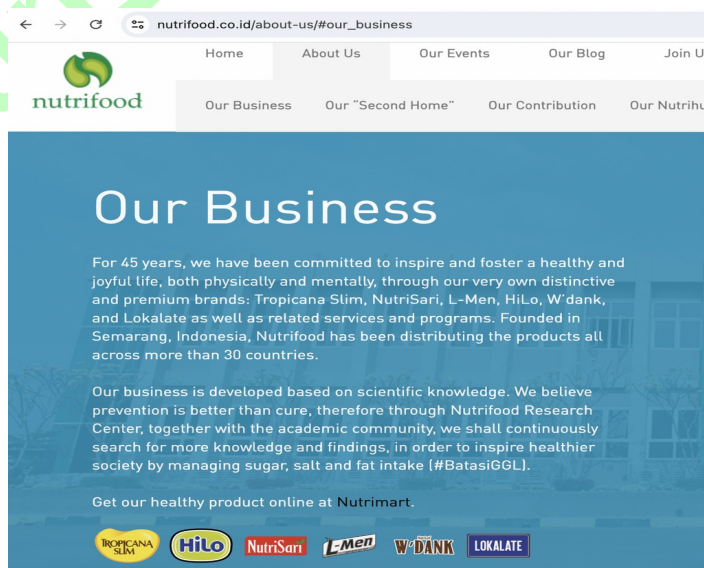 nutrifood.co.id/about-us/#our_business
Home About Us Our Events Our Blog Join U
nutrifood
Our Business Our "Second Home" Our Contribution Our Nutrihu
Our Business
For 45 years, we have been committed to inspire and foster a healthy and
joyful life, both physically and mentally, through our very own distinctive
and premium brands: Tropicana Slim, NutriSari, L-Men, HiLo, W'dank,
and Lokalate as well as related services and programs. Founded in
Semarang, Indonesia, Nutrifood has been distributing the products all
across more than 30 countries.
Our business is developed based on scientific knowledge. We believe
prevention is better than cure, therefore through Nutrifood Research
Center, together with the academic community, we shall continuously
search for more knowledge and findings, in order to inspire healthier
society by managing sugar, salt and fat intake (#BatasiGGL).
Get our healthy product online at Nutrimart.
TROPICANA SLIM HiLo NutriSari L-Men W'DANK LOKALATE